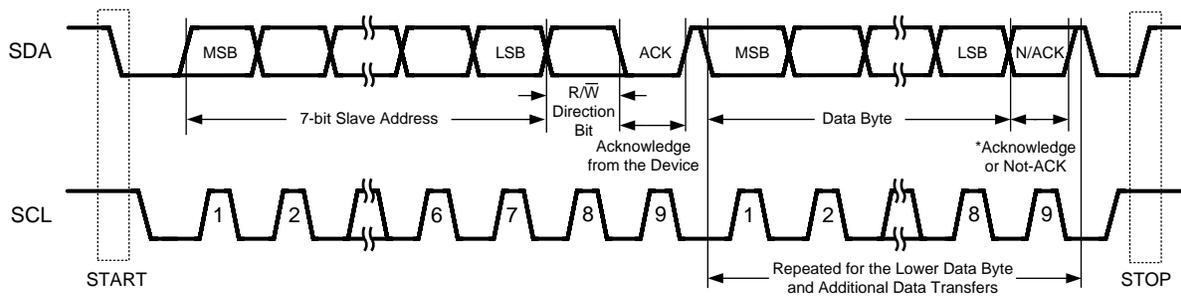 SDA
MSB
LSB
ACK
MSB
LSB
N/ACK
R/W̅
Direction
Bit
7-bit Slave Address
Acknowledge
from the Device
Data Byte
*Acknowledge
or Not-ACK
SCL
1
2
6
7
8
9
1
2
8
9
START
Repeated for the Lower Data Byte
and Additional Data Transfers
STOP